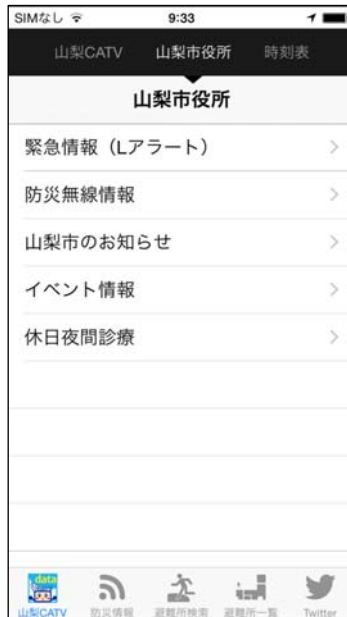 SIMなし 9:33
山梨CATV 山梨市役所 時刻表
山梨市役所
緊急情報（Lアラート）
防災無線情報
山梨市のお知らせ
イベント情報
休日夜間診療
data
山梨CATV 防災情報 避難所検索 避難所一覧 Twitter